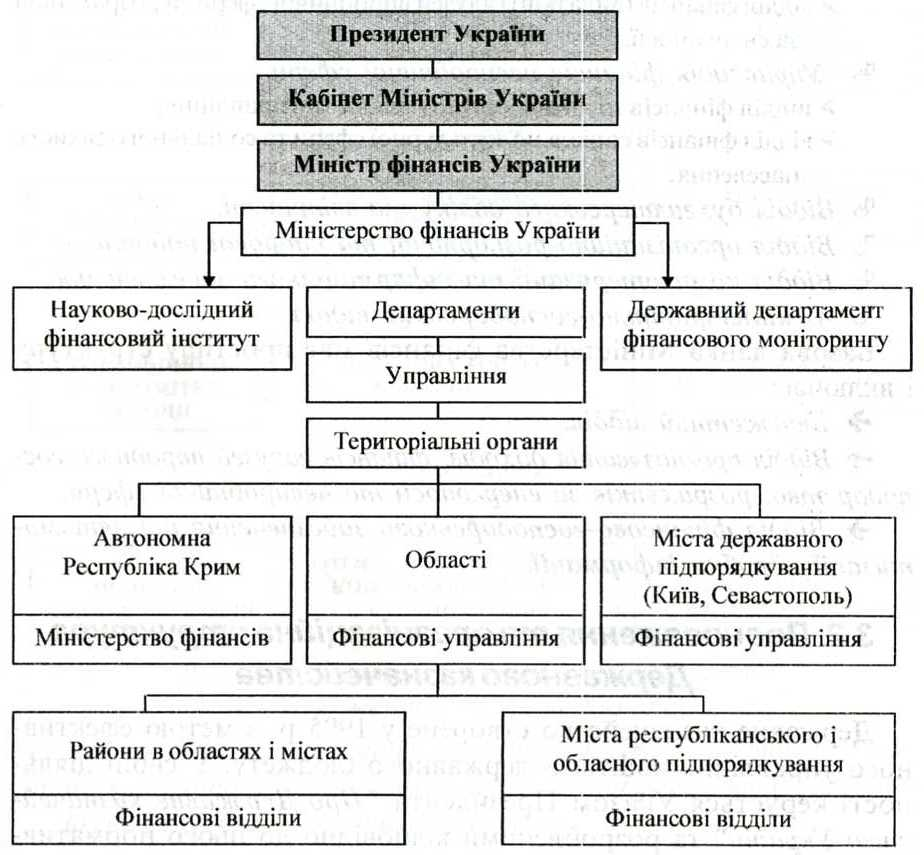 Президент України
Кабінет Міністрів України
Міністр фінансів України
Міністерство фінансів України
Науково-дослідний
фінансовий інститут
Департаменти
Державний департамент
фінансового моніторингу
Управління
Територіальні органи
Автономна
Республіка Крим
Міністерство фінансів
Області
Фінансові управління
Міста державного
підпорядкування
(Київ, Севастополь)
Фінансові управління
Райони в областях і містах
Фінансові відділи
Міста республіканського і
обласного підпорядкування
Фінансові відділи